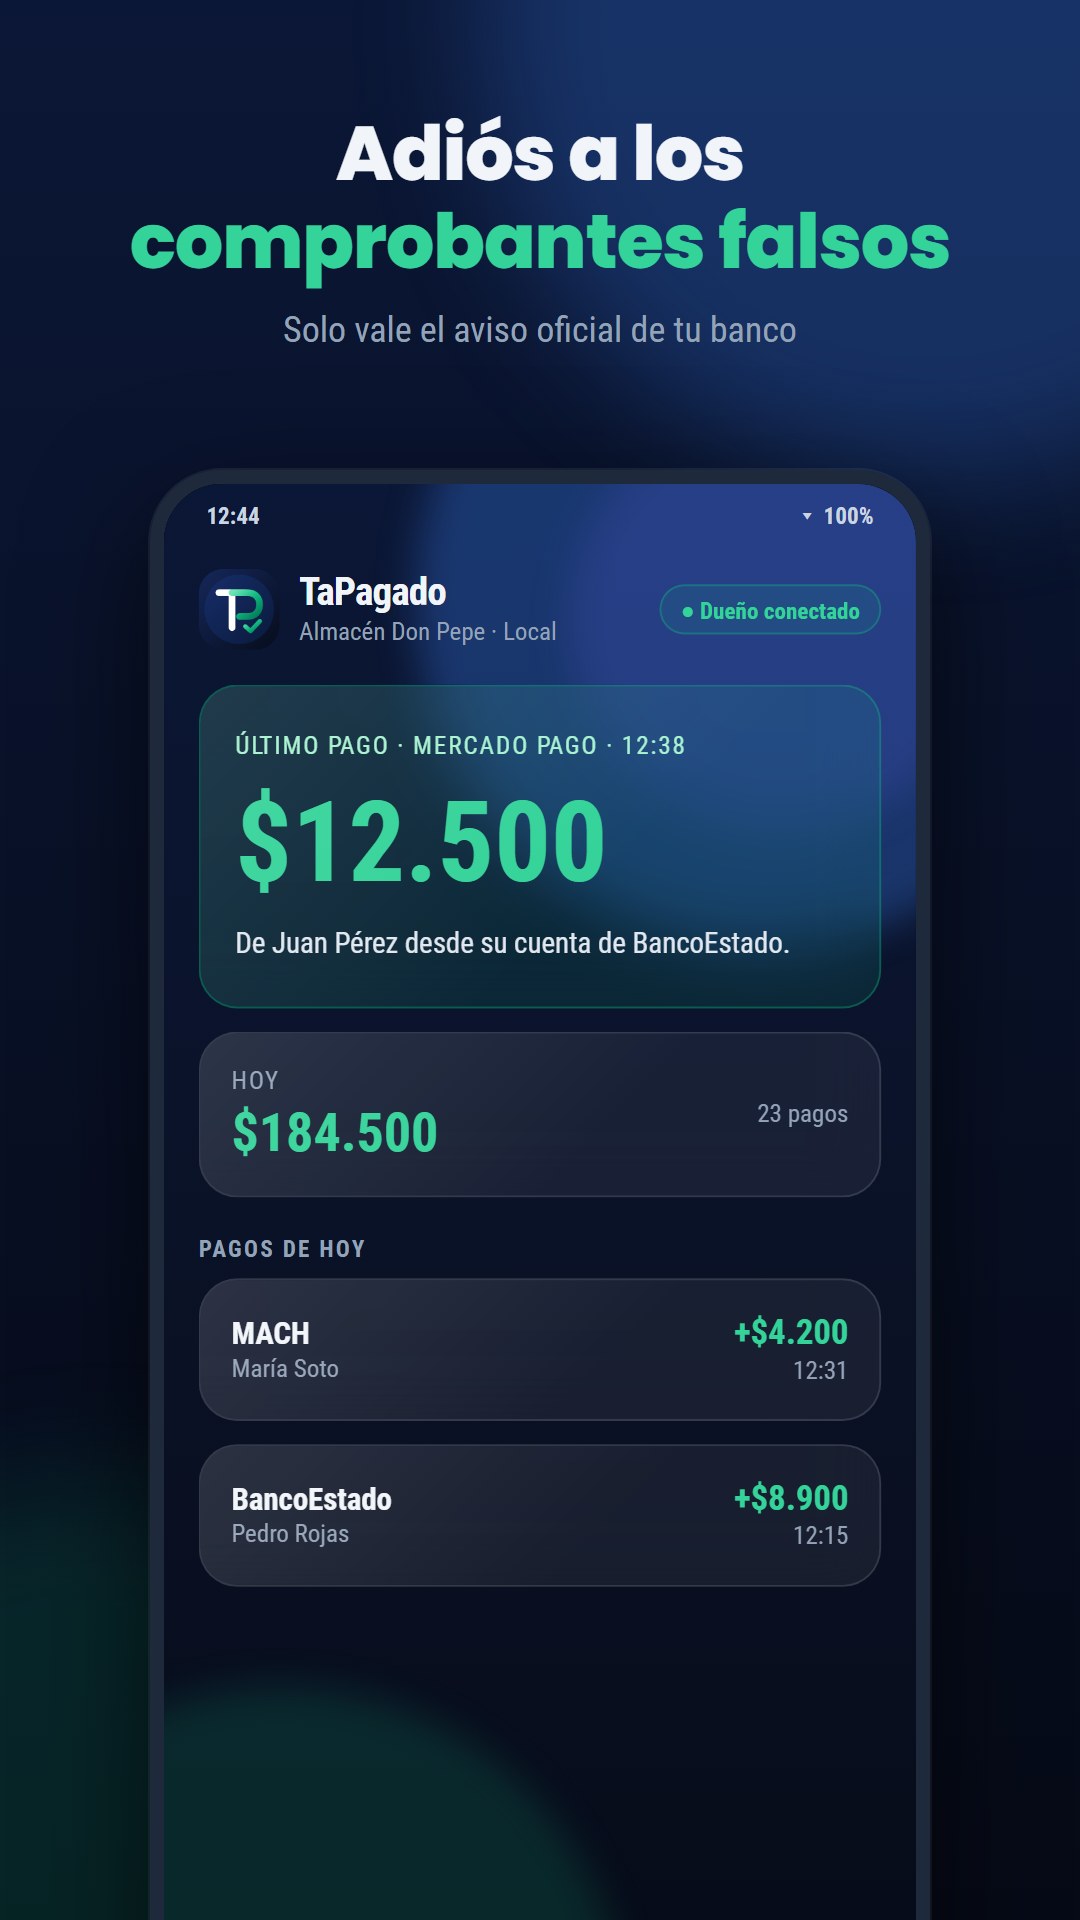 Adiós a los
comprobantes falsos
Solo vale el aviso oficial de tu banco
12:44
100%
TaPagado
Almacén Don Pepe · Local
Dueño conectado
ÚLTIMO PAGO · MERCADO PAGO · 12:38
$12.500
De Juan Pérez desde su cuenta de BancoEstado.
HOY
$184.500
23 pagos
PAGOS DE HOY
MACH
+$4.200
María Soto
12:31
BancoEstado
+$8.900
Pedro Rojas
12:15